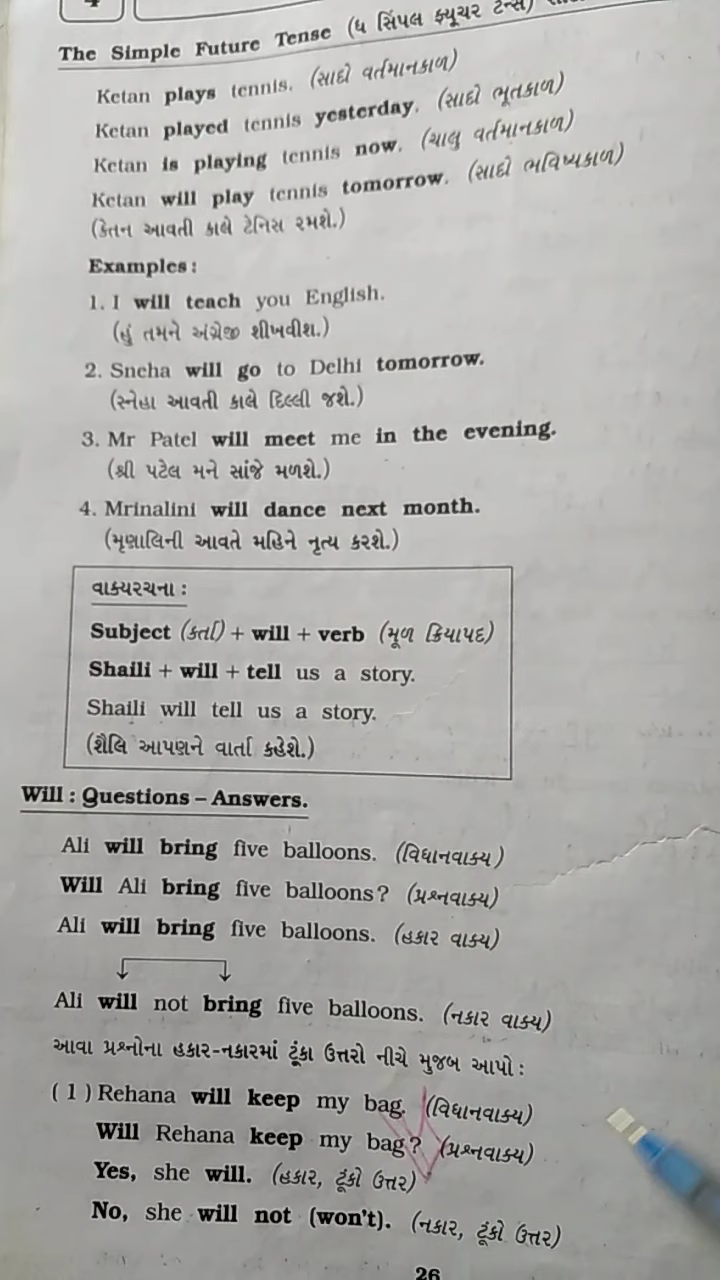 The Simple Future Tense (ધ સિંપલ ફ્યૂચર ટેન્સ)
Ketan plays tennis. (સાદો વર્તમાનકાળ)
Ketan played tennis yesterday. (સાદો ભૂતકાળ)
Ketan is playing tennis now. (ચાલુ વર્તમાનકાળ)
Ketan will play tennis tomorrow. (સાદો ભવિષ્યકાળ)
(કેતન આવતી કાલે ટેનિસ રમશે.)
Examples:
1. I will teach you English.
(હું તમને અંગ્રેજી શીખવીશ.)
2. Sneha will go to Delhi tomorrow.
(સ્નેહા આવતી કાલે દિલ્લી જશે.)
3. Mr Patel will meet me in the evening.
(શ્રી પટેલ મને સાંજે મળશે.)
4. Mrinalini will dance next month.
(મૃણાલિની આવતે મહિને નૃત્ય કરશે.)
વાક્યરચના :
Subject (કર્તા) + will + verb (મૂળ ક્રિયાપદ)
Shaili + will + tell us a story.
Shaili will tell us a story.
(શૈલિ આપણને વાર્તા કહેશે.)
Will : Questions – Answers.
Ali will bring five balloons. (વિધાનવાક્ય)
Will Ali bring five balloons? (પ્રશ્નવાક્ય)
Ali will bring five balloons. (હકાર વાક્ય)
Ali will not bring five balloons. (નકાર વાક્ય)
આવા પ્રશ્નોના હકાર-નકારમાં ટૂંકા ઉત્તરો નીચે મુજબ આપો :
( 1 ) Rehana will keep my bag. (વિધાનવાક્ય)
Will Rehana keep my bag? (પ્રશ્નવાક્ય)
Yes, she will. (હકાર, ટૂંકો ઉત્તર)
No, she will not (won't). (નકાર, ટૂંકો ઉત્તર)
26